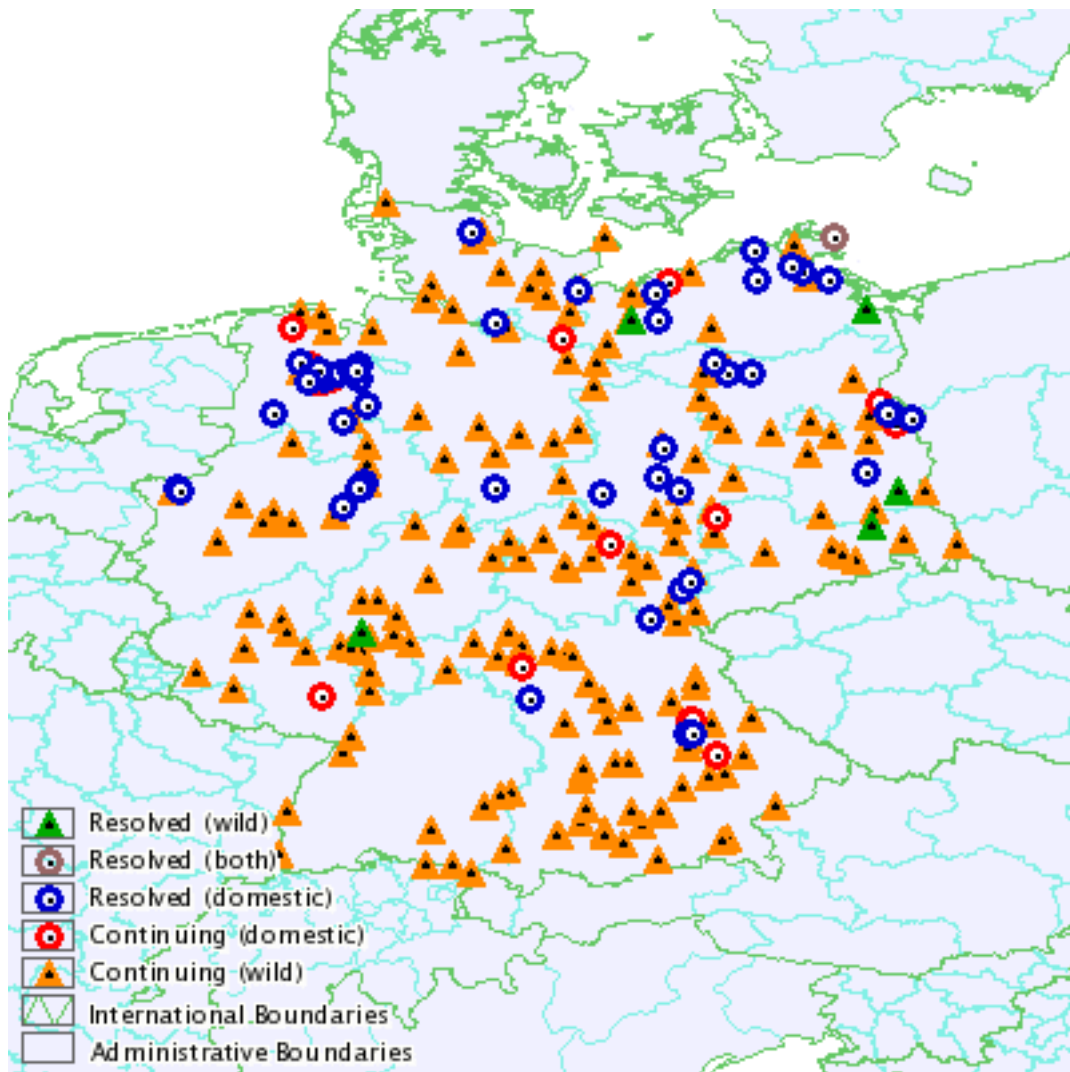 Resolved (wild)
Resolved (both)
Resolved (domestic)
Continuing (domestic)
Continuing (wild)
International Boundaries
Administrative Boundaries